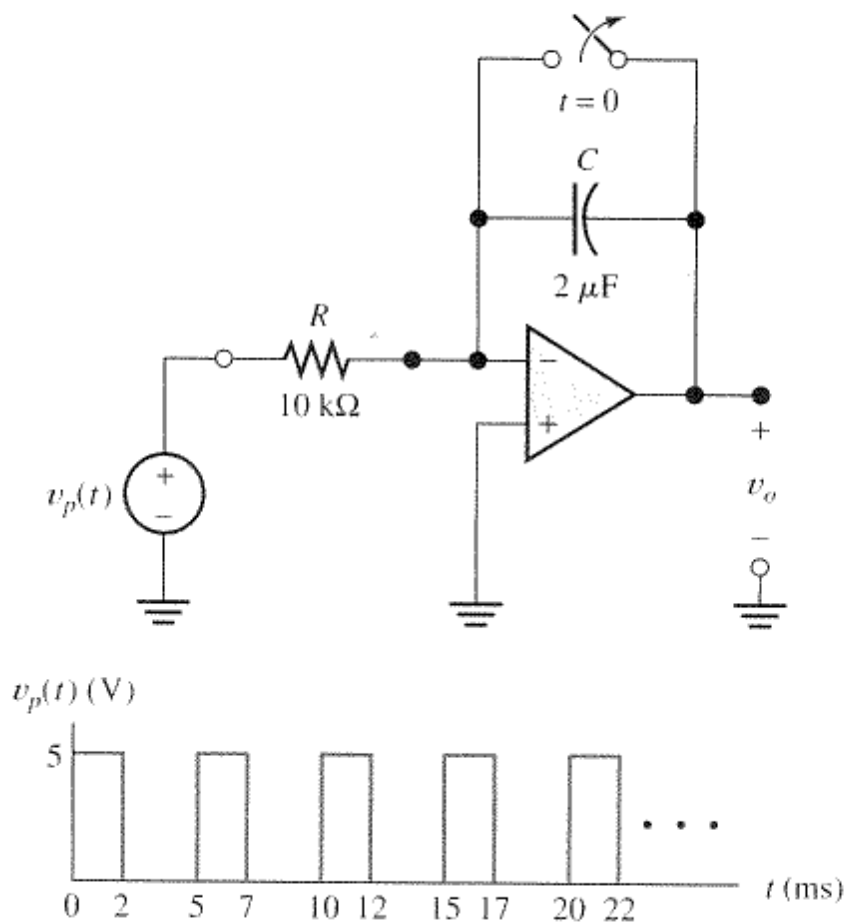 t = 0
C
2 μF
R
10 kΩ
−
+
+
−
v_p(t)
+
v_o
−
v_p(t) (V)
5
0 2 5 7 10 12 15 17 20 22 t (ms)